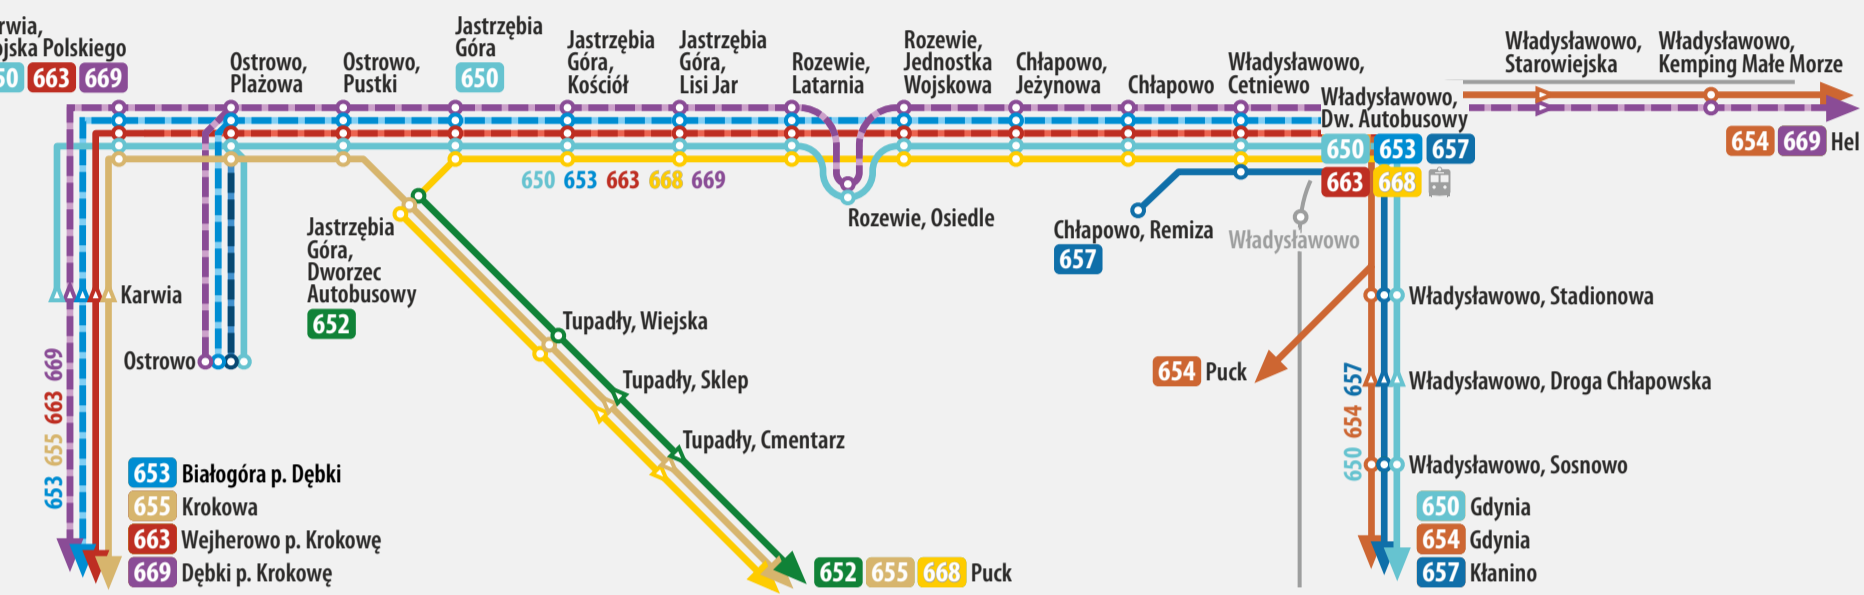 rwia,
jska Polskiego
50 663 669
Ostrowo,
Plażowa
Ostrowo,
Pustki
Jastrzębia
Góra
650
Jastrzębia
Góra,
Kościół
Jastrzębia
Góra,
Lisi Jar
Rozewie,
Latarnia
Rozewie,
Jednostka
Wojskowa
Chłapowo,
Jeżynowa
Chłapowo
Władysławowo,
Cetniewo
Władysławowo,
Dw. Autobusowy
650 653 657
663 668
Władysławowo,
Starowiejska
Władysławowo,
Kemping Małe Morze
654 669 Hel
650 653 663 668 669
Rozewie, Osiedle
Chłapowo, Remiza
657
Władysławowo
Jastrzębia
Góra,
Dworzec
Autobusowy
652
Karwia
Ostrowo
653 655 663 669
Tupadły, Wiejska
Tupadły, Sklep
Tupadły, Cmentarz
654 Puck
Władysławowo, Stadionowa
Władysławowo, Droga Chłapowska
Władysławowo, Sosnowo
650 654 657
653 Białogóra p. Dębki
655 Krokowa
663 Wejherowo p. Krokowę
669 Dębki p. Krokowę
652 655 668 Puck
650 Gdynia
654 Gdynia
657 Kłanino